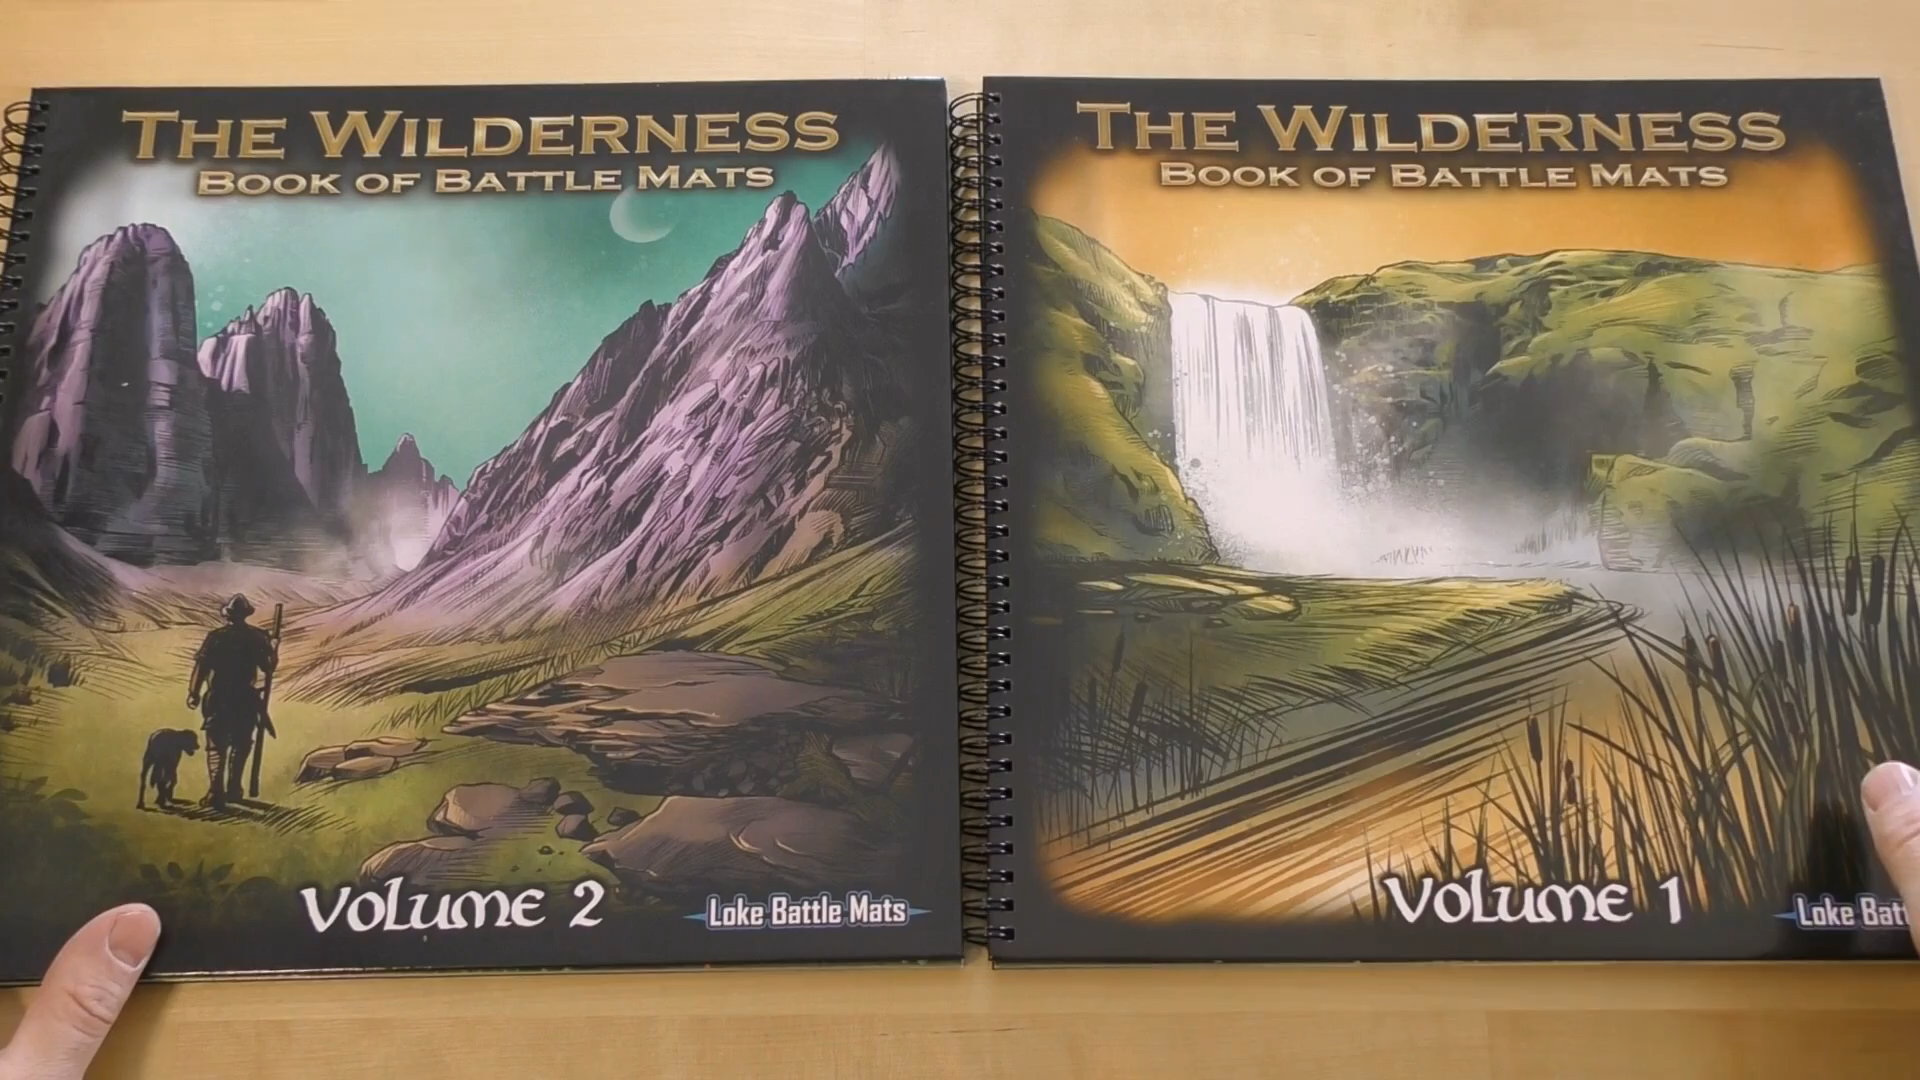 THE WILDERNESS
BOOK OF BATTLE MATS
VOLUME 2
Loke Battle Mats
THE WILDERNESS
BOOK OF BATTLE MATS
VOLUME 1
Loke